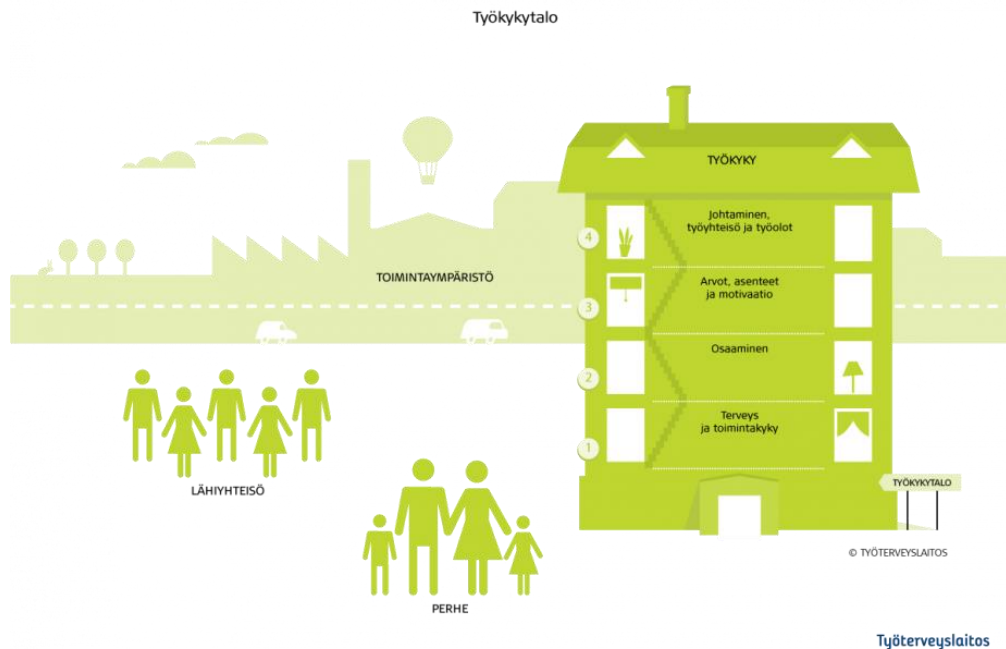 Työkykytalo
TYÖKYKY
4
Johtaminen,
työyhteisö ja työolot
3
Arvot, asenteet
ja motivaatio
2
Osaaminen
1
Terveys
ja toimintakyky
TOIMINTAYMPÄRISTÖ
LÄHIYHTEISÖ
PERHE
TYÖKYKYTALO
© TYÖTERVEYSLAITOS
Työterveyslaitos